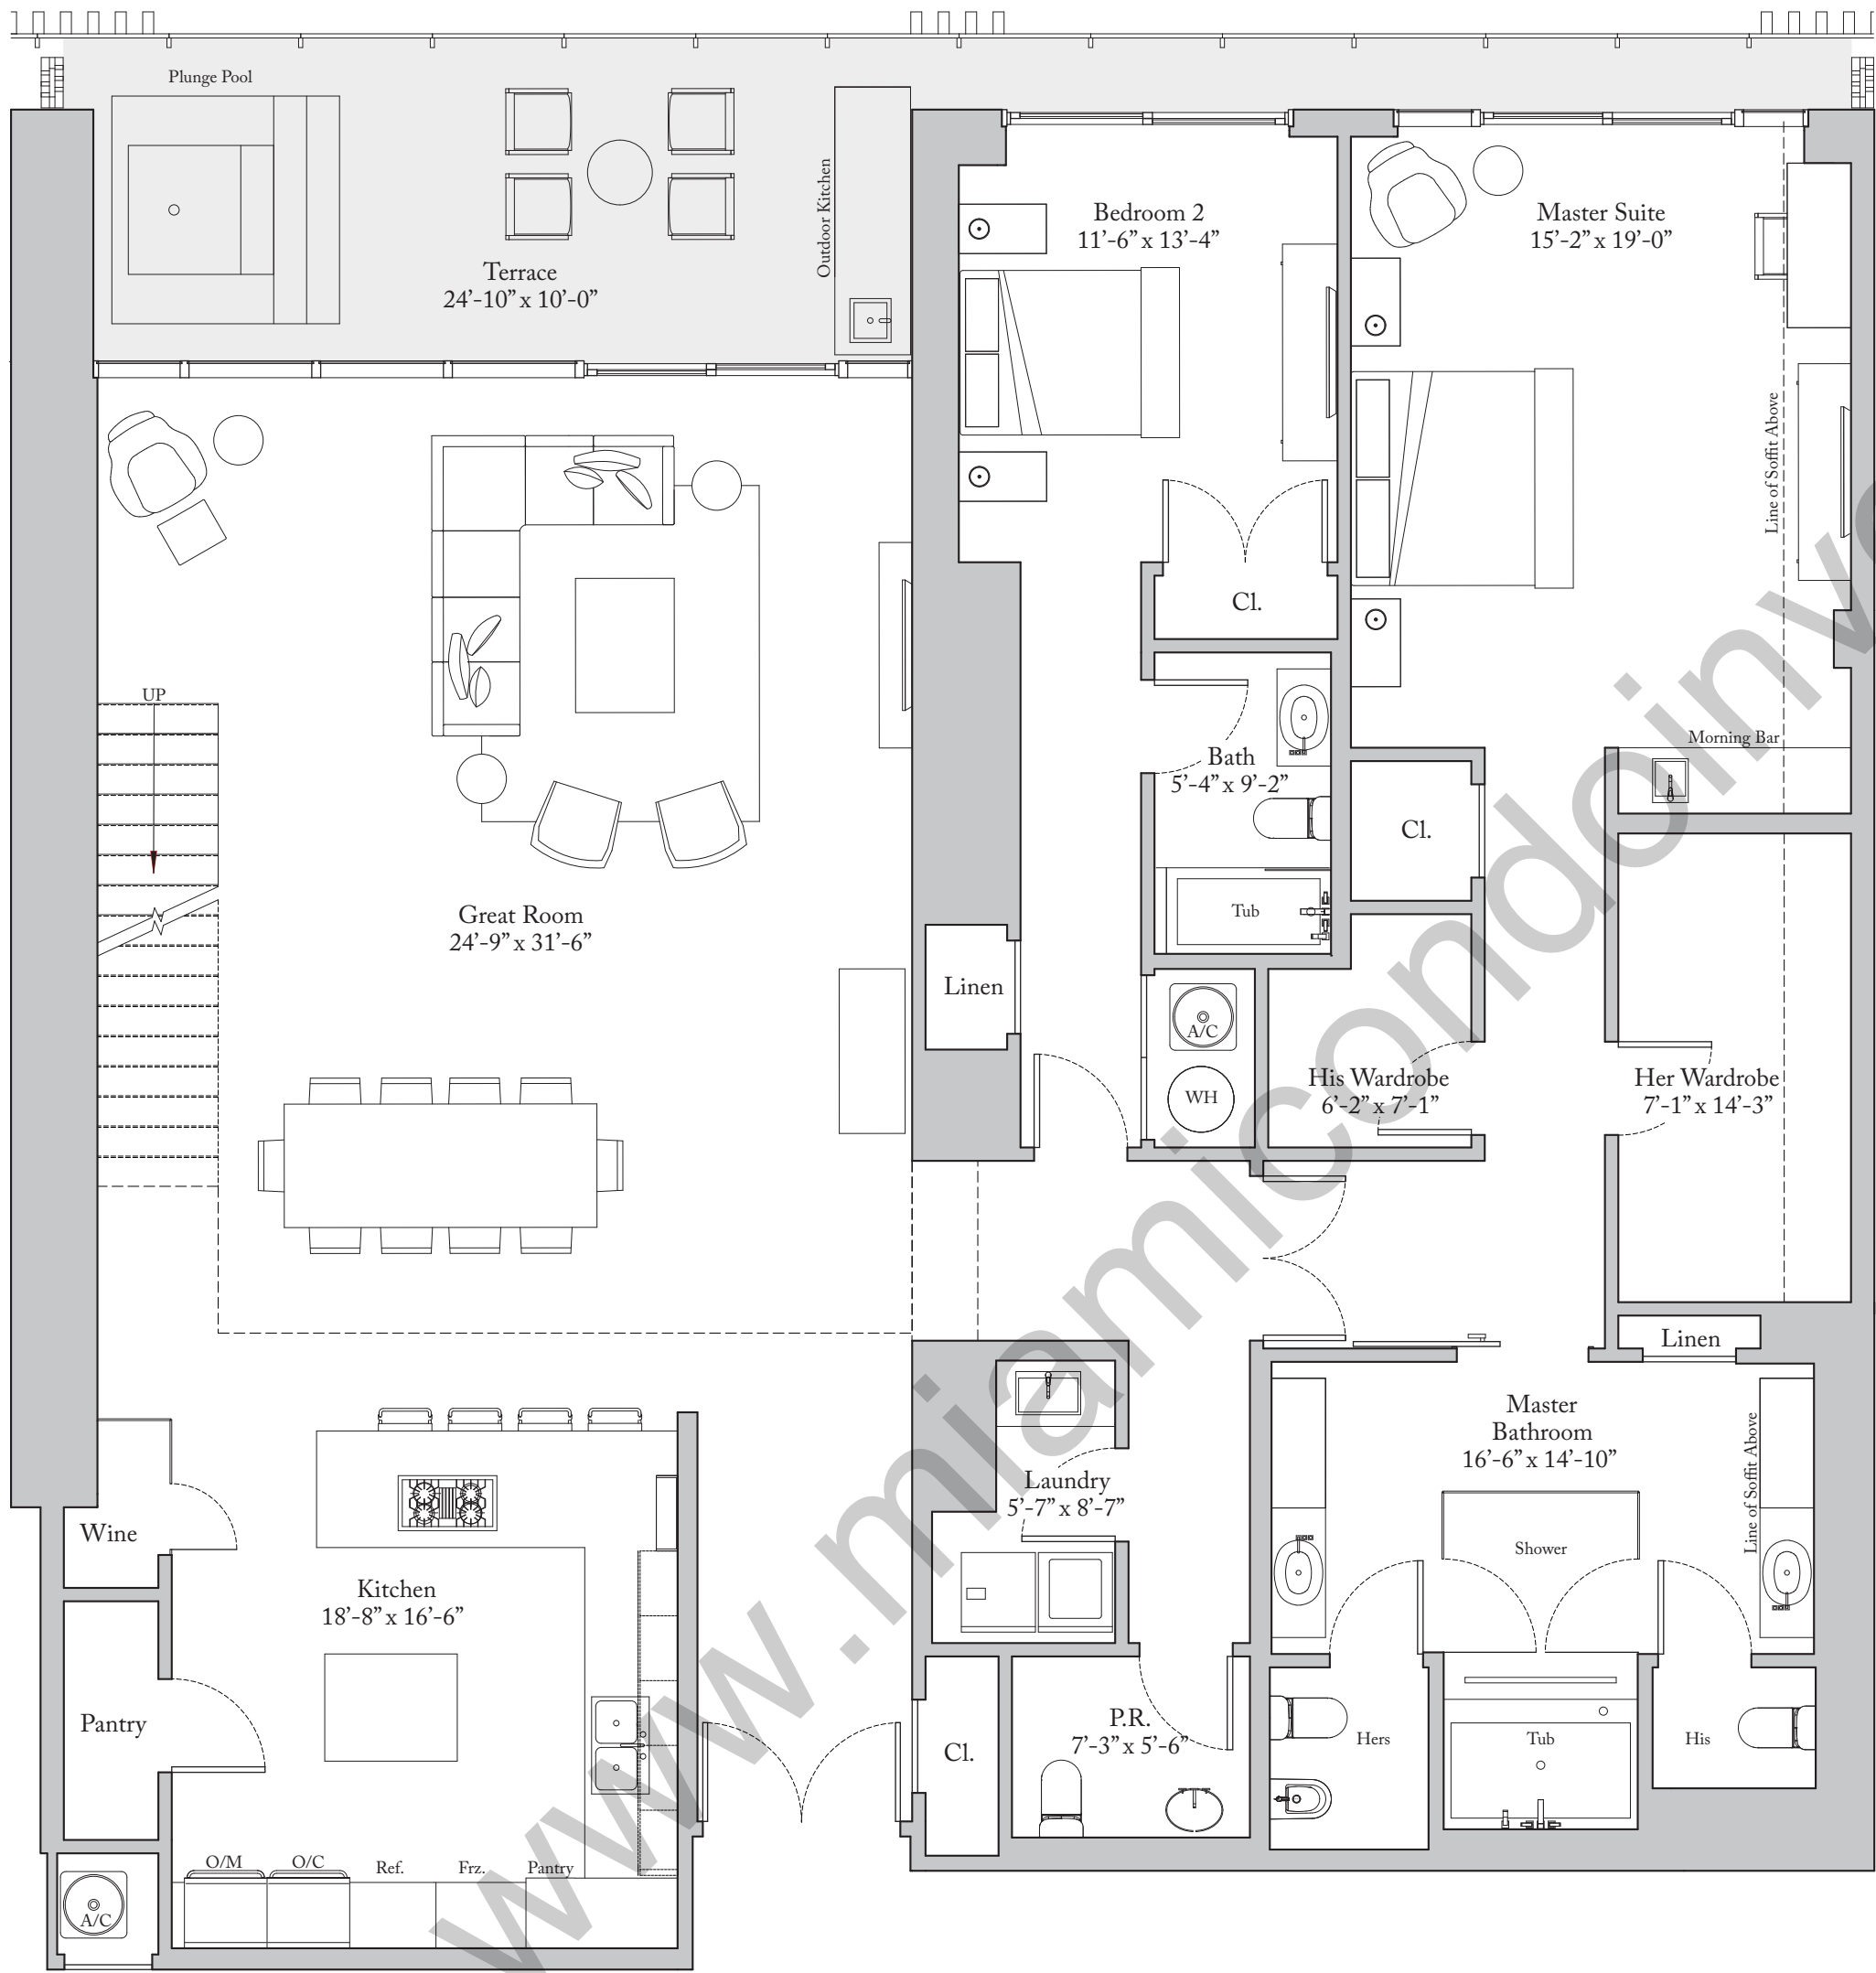 Plunge Pool
Outdoor Kitchen
Terrace
24’-10” x 10’-0”
Bedroom 2
11’-6” x 13’-4”
Master Suite
15’-2” x 19’-0”
Line of Soffit Above
UP
Cl.
Morning Bar
Bath
5’-4” x 9’-2”
Cl.
Tub
Great Room
24’-9” x 31’-6”
Linen
A/C
WH
His Wardrobe
6’-2” x 7’-1”
Her Wardrobe
7’-1” x 14’-3”
Linen
Master
Bathroom
16’-6” x 14’-10”
Line of Soffit Above
Laundry
5’-7” x 8’-7”
Shower
Wine
Kitchen
18’-8” x 16’-6”
Pantry
P.R.
7’-3” x 5’-6”
Cl.
Hers
Tub
His
O/M
O/C
Ref.
Frz.
Pantry
A/C
www.miamicondoinv